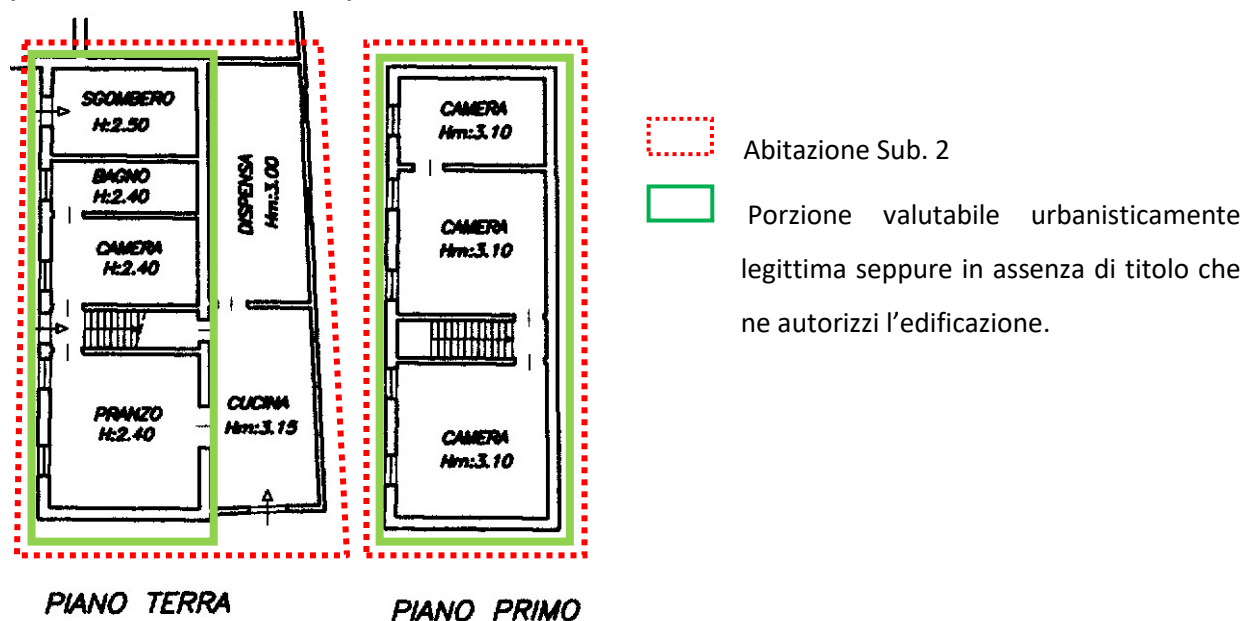 SGOMBERO
H:2.50
BAGNO
H:2.40
CAMERA
H:2.40
PRANZO
H:2.40
DISPENSA
Hm:3.00
CUCINA
Hm:3.15
PIANO TERRA
CAMERA
Hm:3.10
CAMERA
Hm:3.10
CAMERA
Hm:3.10
PIANO PRIMO
Abitazione Sub. 2
Porzione valutabile urbanisticamente
legittima seppure in assenza di titolo che
ne autorizzi l’edificazione.